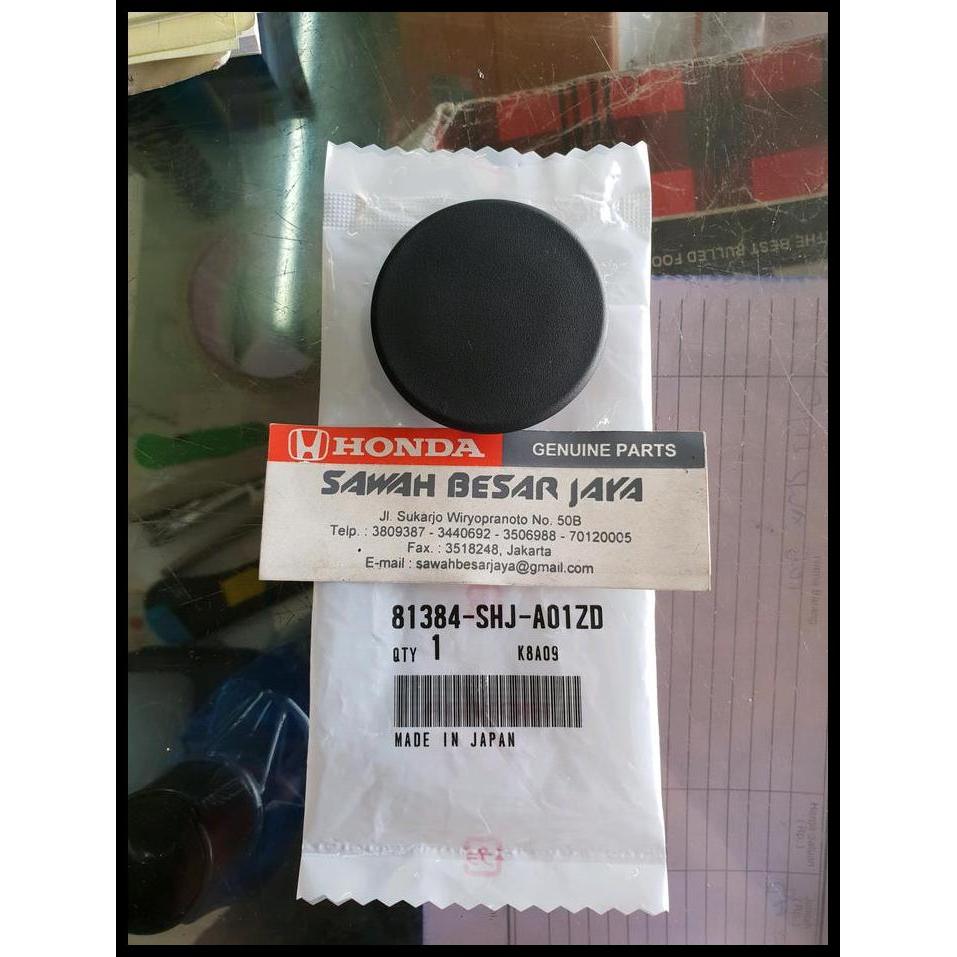 THE BEST RULLED FOO
HONDA
GENUINE PARTS
SAWAH BESAR JAYA
Jl. Sukarjo Wiryopranoto No. 50B
Telp. : 3809387 - 3440692 - 3506988 - 70120005
Fax. : 3518248, Jakarta
E-mail : sawahbesarjaya@gmail.com
81384-SHJ-A01ZD
QTY 1 K8A09
MADE IN JAPAN